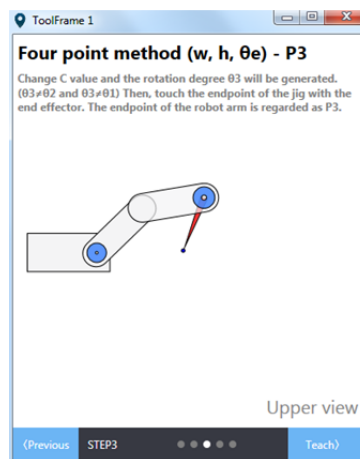 ToolFrame 1
Four point method (w, h, θe) - P3
Change C value and the rotation degree θ3 will be generated.
(θ3≠θ2 and θ3≠θ1) Then, touch the endpoint of the jig with the
end effector. The endpoint of the robot arm is regarded as P3.
Upper view
〈Previous STEP3 Teach〉